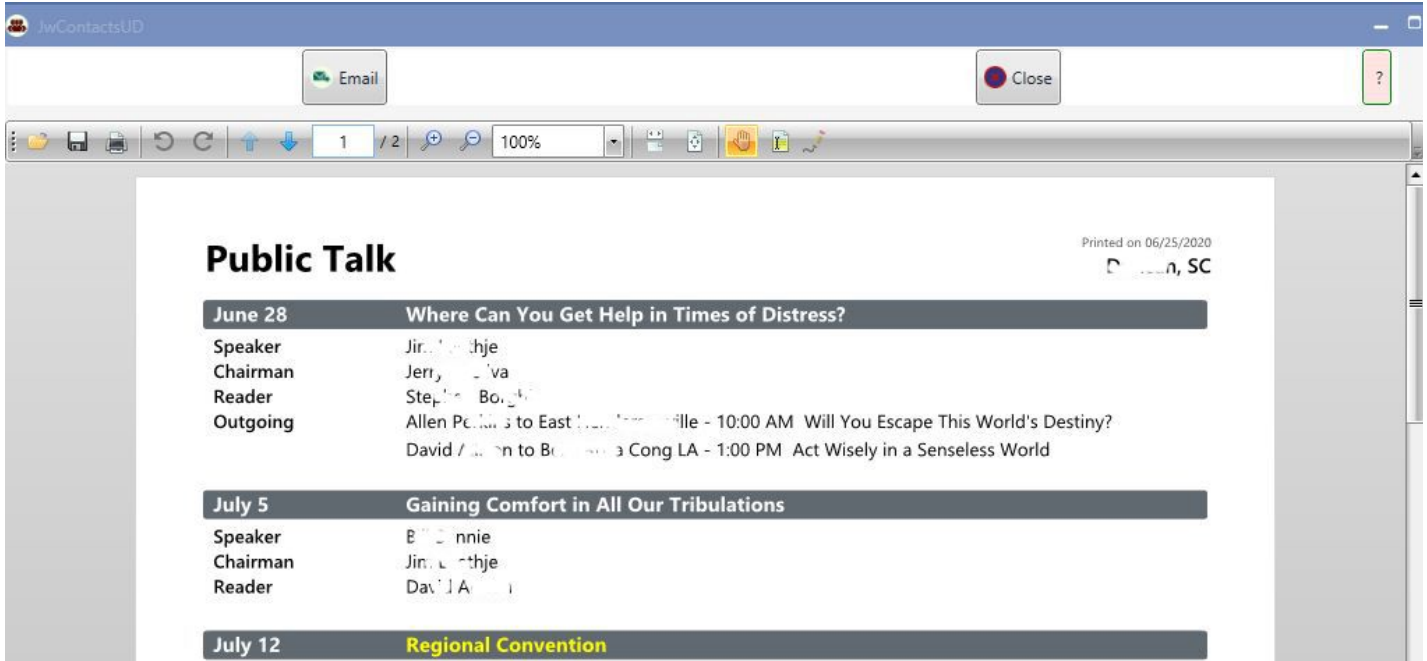 JwContactsUD
Email Close ?
1 / 2 100%
Public Talk
Printed on 06/25/2020
SC
June 28 Where Can You Get Help in Times of Distress?
Speaker
Chairman
Reader
Outgoing Allen to East - 10:00 AM Will You Escape This World's Destiny?
David to Cong LA - 1:00 PM Act Wisely in a Senseless World
July 5 Gaining Comfort in All Our Tribulations
Speaker
Chairman
Reader
July 12 Regional Convention